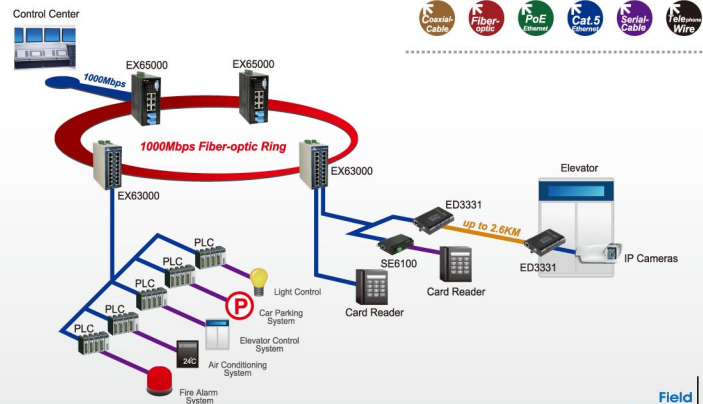 Control Center
Coaxial-
Cable
Fiber-
optic
PoE
Ethernet
Cat.5
Ethernet
Serial-
Cable
Telephone
Wire
EX65000
EX65000
1000Mbps
1000Mbps Fiber-optic Ring
EX63000
EX63000
Elevator
ED3331
up to 2.6KM
ED3331
IP Cameras
SE6100
Card Reader
Card Reader
PLC
PLC
PLC
PLC
PLC
Light Control
Car Parking
System
P
Elevator Control
System
24°C
Air Conditioning
System
Fire Alarm
System
Field